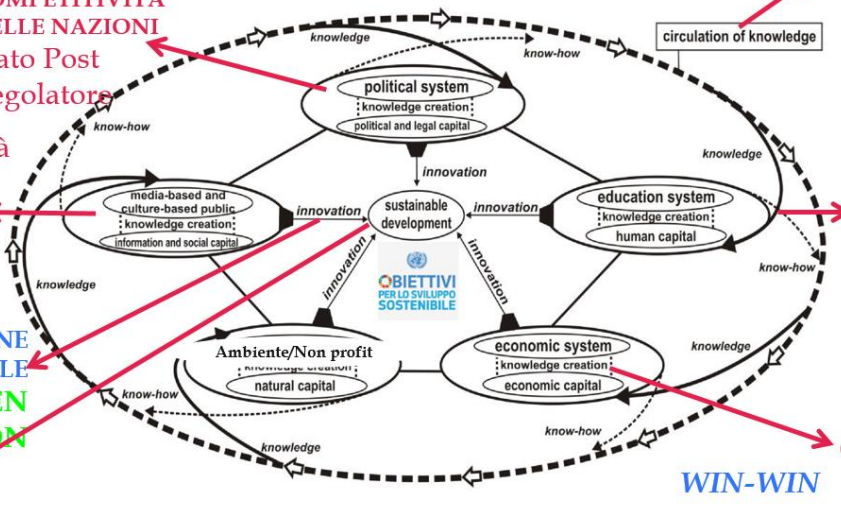 OMPETITIVITÀ
ELLE NAZIONI
ato Post
egolatore
à
knowledge
know-how
circulation of knowledge
political system
knowledge creation
political and legal capital
know-how
innovation
knowledge
media-based and
culture-based public
knowledge creation
information and social capital
innovation
sustainable
development
innovation
education system
knowledge creation
human capital
know-how
knowledge
innovation
innovation
OBIETTIVI
PER LO SVILUPPO
SOSTENIBILE
NE
LE
EN
ON
Ambiente/Non profit
knowledge creation
natural capital
economic system
knowledge creation
economic capital
knowledge
know-how
knowledge
know-how
WIN-WIN